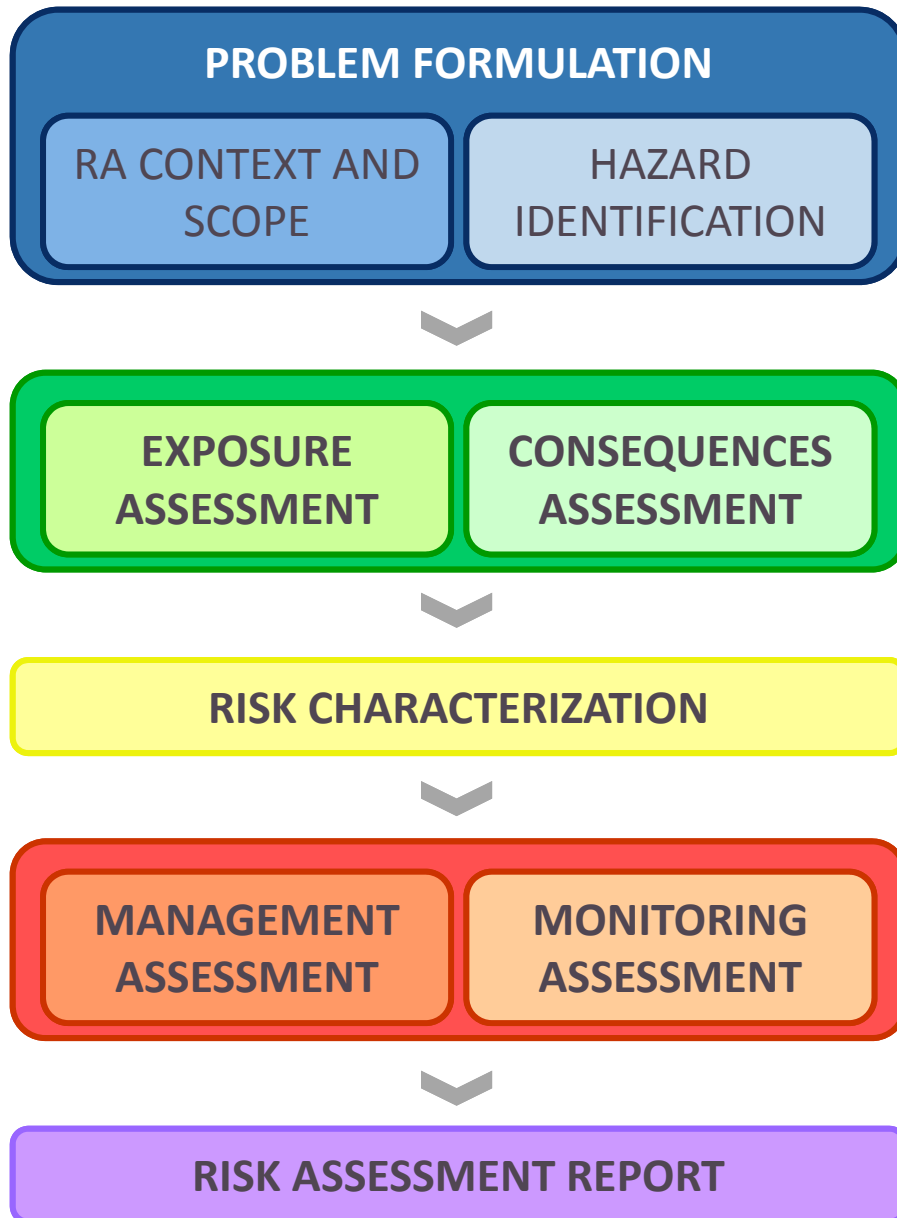 PROBLEM FORMULATION
RA CONTEXT AND
SCOPE
HAZARD
IDENTIFICATION
EXPOSURE
ASSESSMENT
CONSEQUENCES
ASSESSMENT
RISK CHARACTERIZATION
MANAGEMENT
ASSESSMENT
MONITORING
ASSESSMENT
RISK ASSESSMENT REPORT